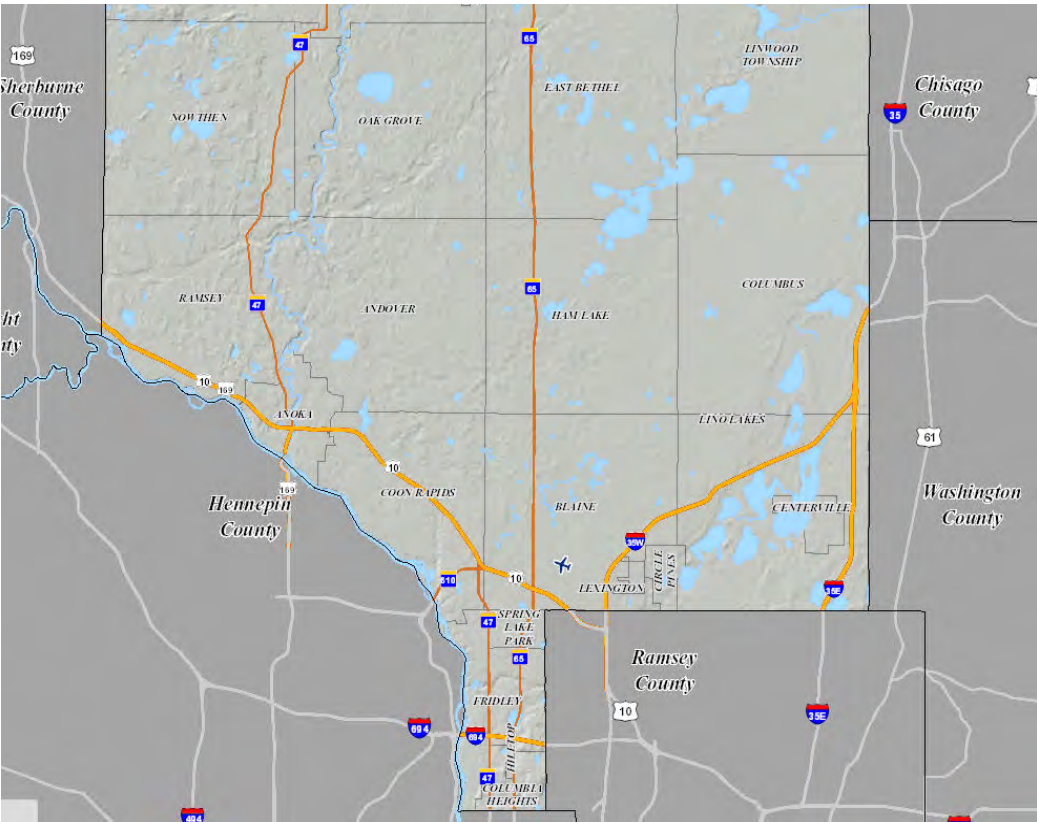 47
65
LINWOOD
TOWNSHIP
169
Sherburne
County
EAST BETHEL
Chisago
County
35
NOWTHEN
OAK GROVE
RAMSEY
47
ANDOVER
65
HAM LAKE
COLUMBUS
ht
nty
10
169
ANOKA
LINO LAKES
61
10
169
COON RAPIDS
Hennepin
County
BLAINE
CENTERVILLE
Washington
County
35W
CIRCLE
PINES
610
10
LEXINGTON
35E
47
SPRING
LAKE
PARK
65
Ramsey
County
FRIDLEY
10
35E
694
694
HILLTOP
47
COLUMBIA
HEIGHTS
494